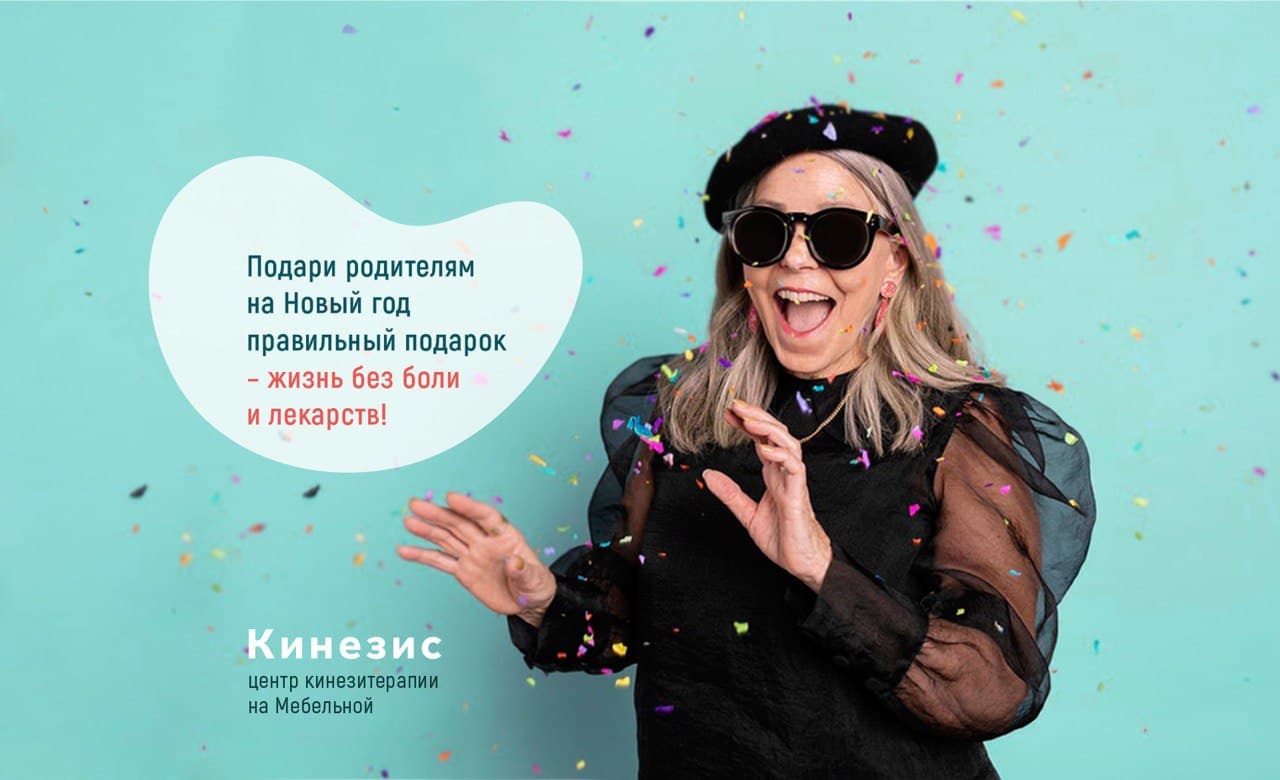 Подари родителям
на Новый год
правильный подарок
– жизнь без боли
и лекарств!
Кинезис
центр кинезитерапии
на Мебельной